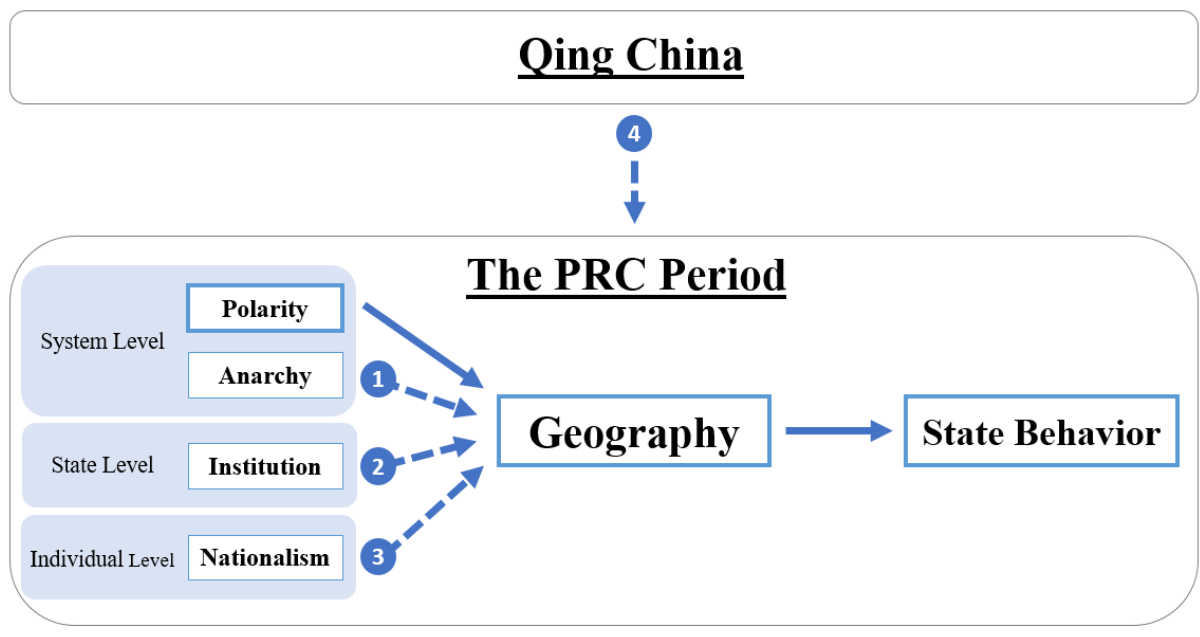 Qing China
4
The PRC Period
System Level
Polarity
Anarchy
1
State Level
Institution
2
Individual Level
Nationalism
3
Geography
State Behavior